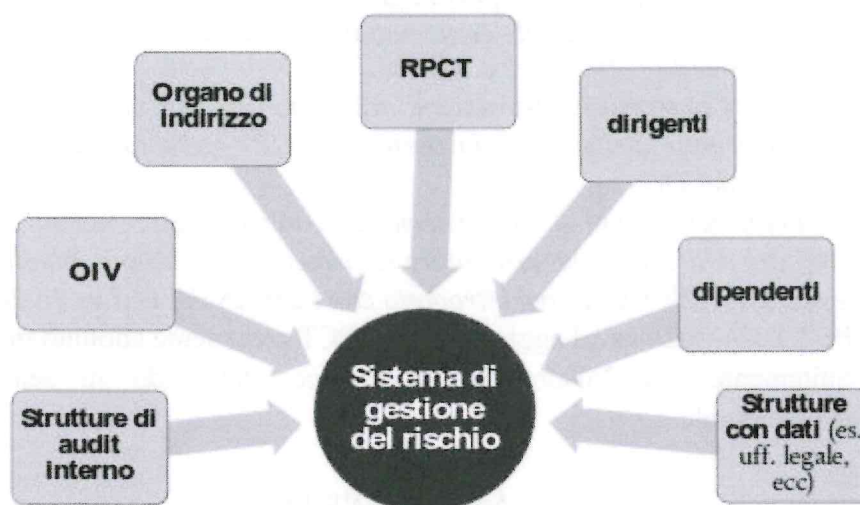 RPCT
Organo di
indirizzo
dirigenti
OIV
dipendenti
Sistema di
gestione
del rischio
Strutture di
audit
interno
Strutture
con dati (es.
uff. legale,
ecc)